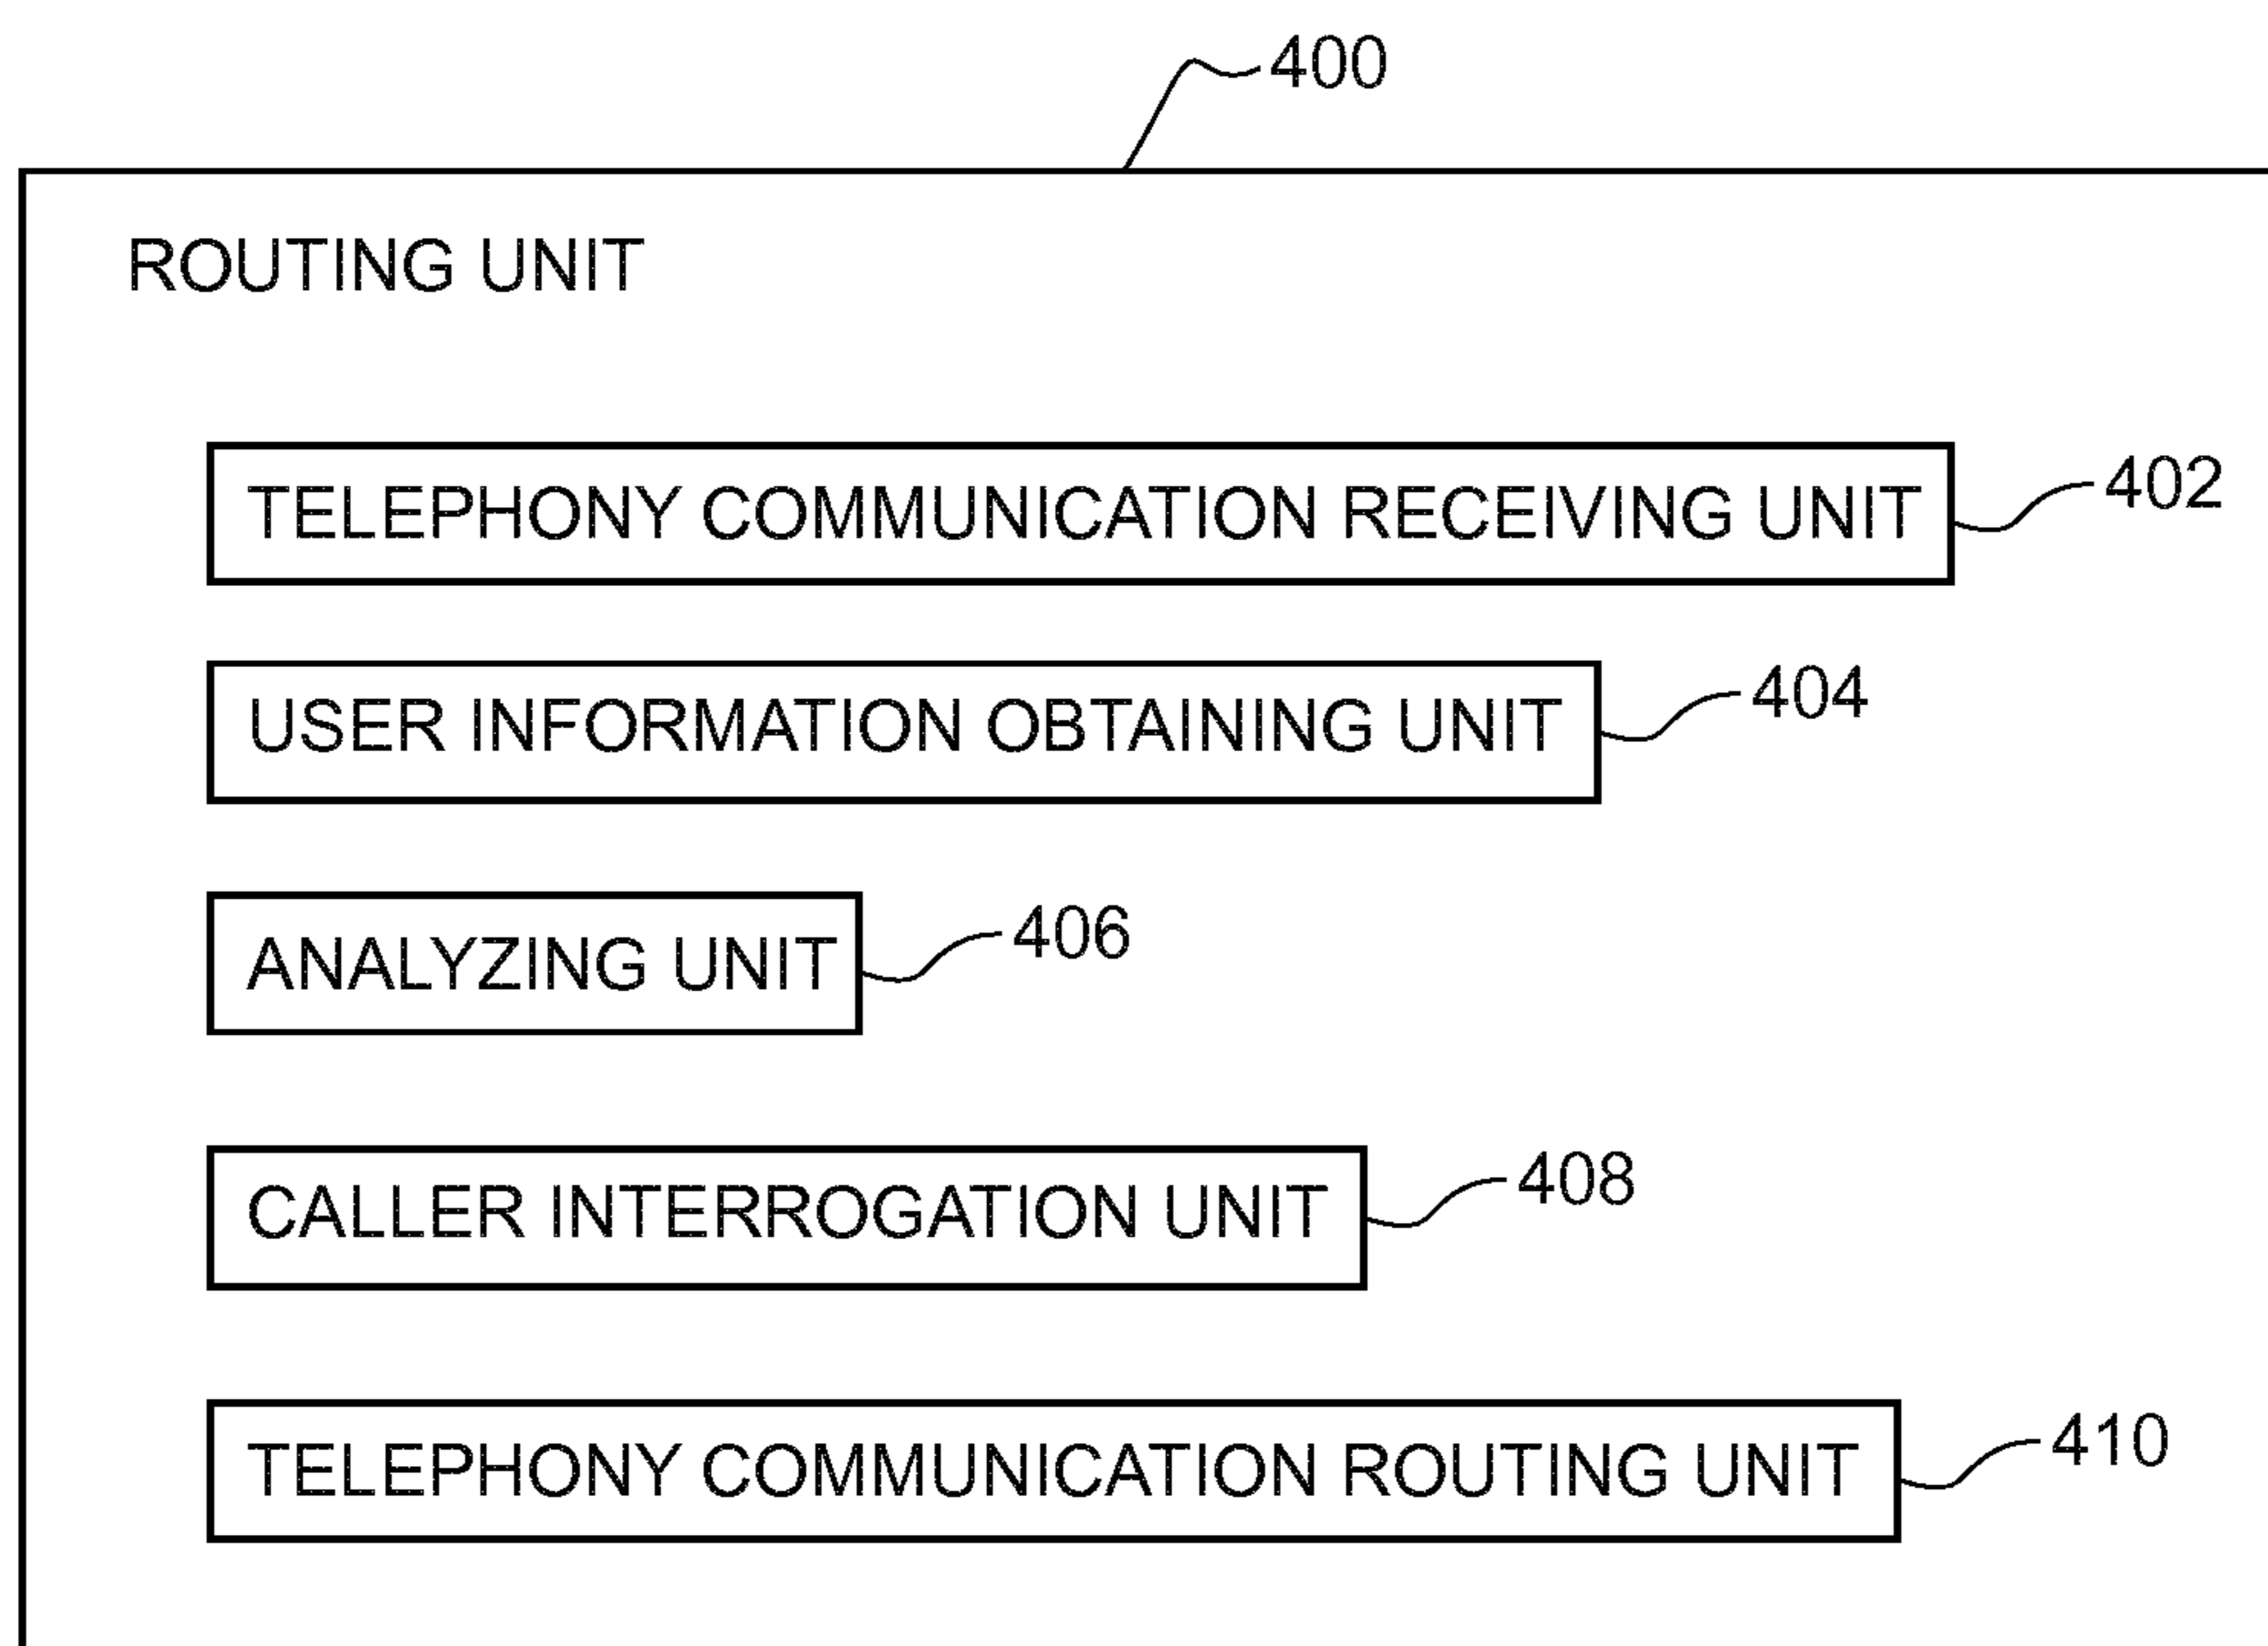 400
ROUTING UNIT
TELEPHONY COMMUNICATION RECEIVING UNIT
402
USER INFORMATION OBTAINING UNIT
404
ANALYZING UNIT
406
CALLER INTERROGATION UNIT
408
TELEPHONY COMMUNICATION ROUTING UNIT
410